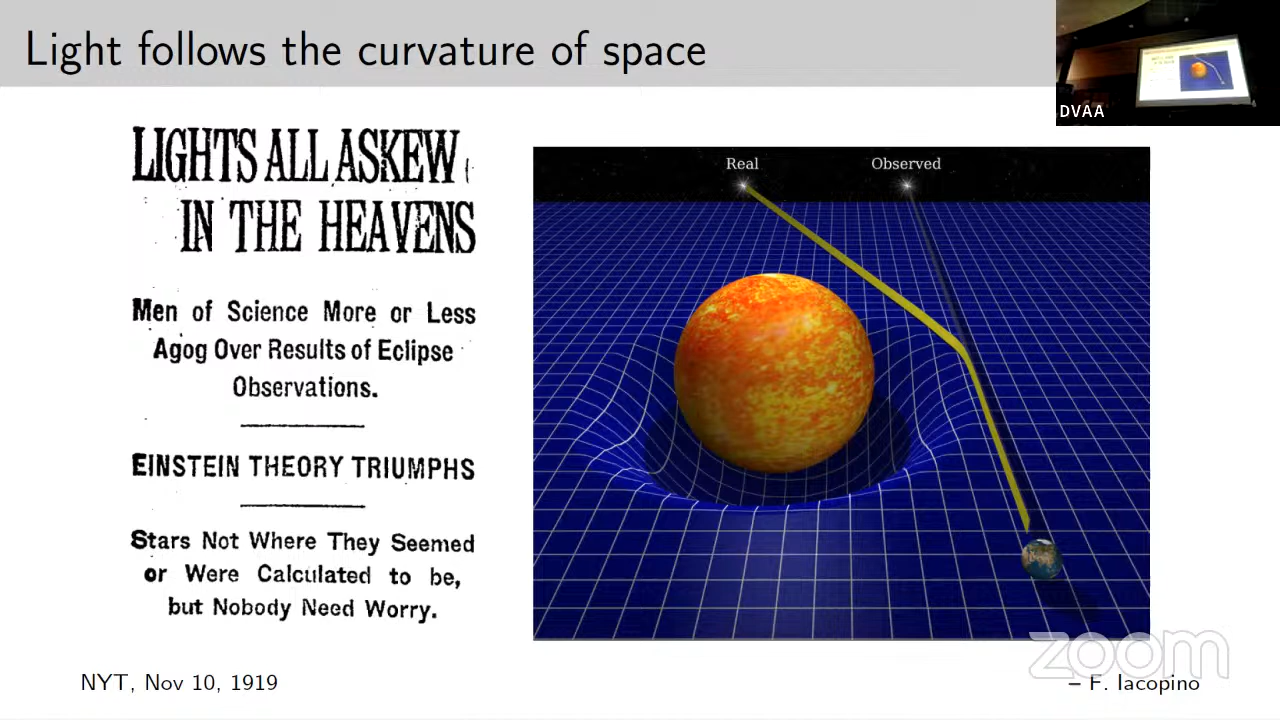 Light follows the curvature of space
DVAA
LIGHTS ALL ASKEW
IN THE HEAVENS
Men of Science More or Less
Agog Over Results of Eclipse
Observations.
EINSTEIN THEORY TRIUMPHS
Stars Not Where They Seemed
or Were Calculated to be,
but Nobody Need Worry.
NYT, Nov 10, 1919
Real
Observed
zoom
– F. Iacopino